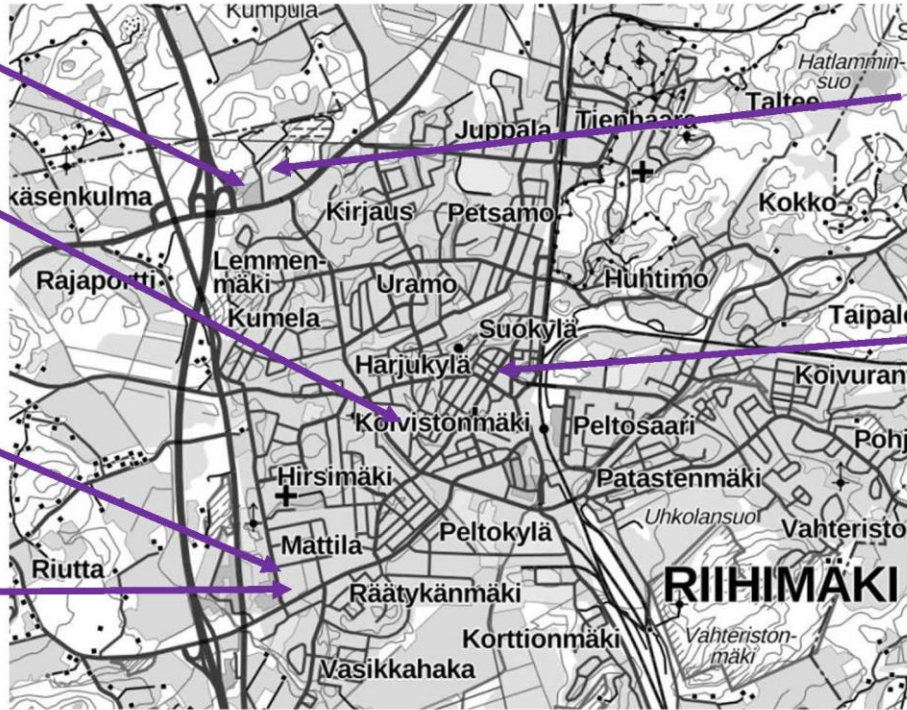 Kumpula
Hatlammin-
suo
Taltee
Juppala
Tienhaara
käsenkulma
Kirjaus
Petsamo
Kokko
Lemmen-
mäki
Rajaportti
Uramo
Huhtimo
Kumela
Suokylä
Taipale
Harjukylä
Koivuran
Koivistonmäki
Peltosaari
Pohj
Hirsimäki
Patastenmäki
Uhkolansuo
Vahteristo
Mattila
Peltokylä
Riutta
RIIHIMÄKI
Räätykänmäki
Korttionmäki
Vahteriston-
mäki
Vasikkahaka